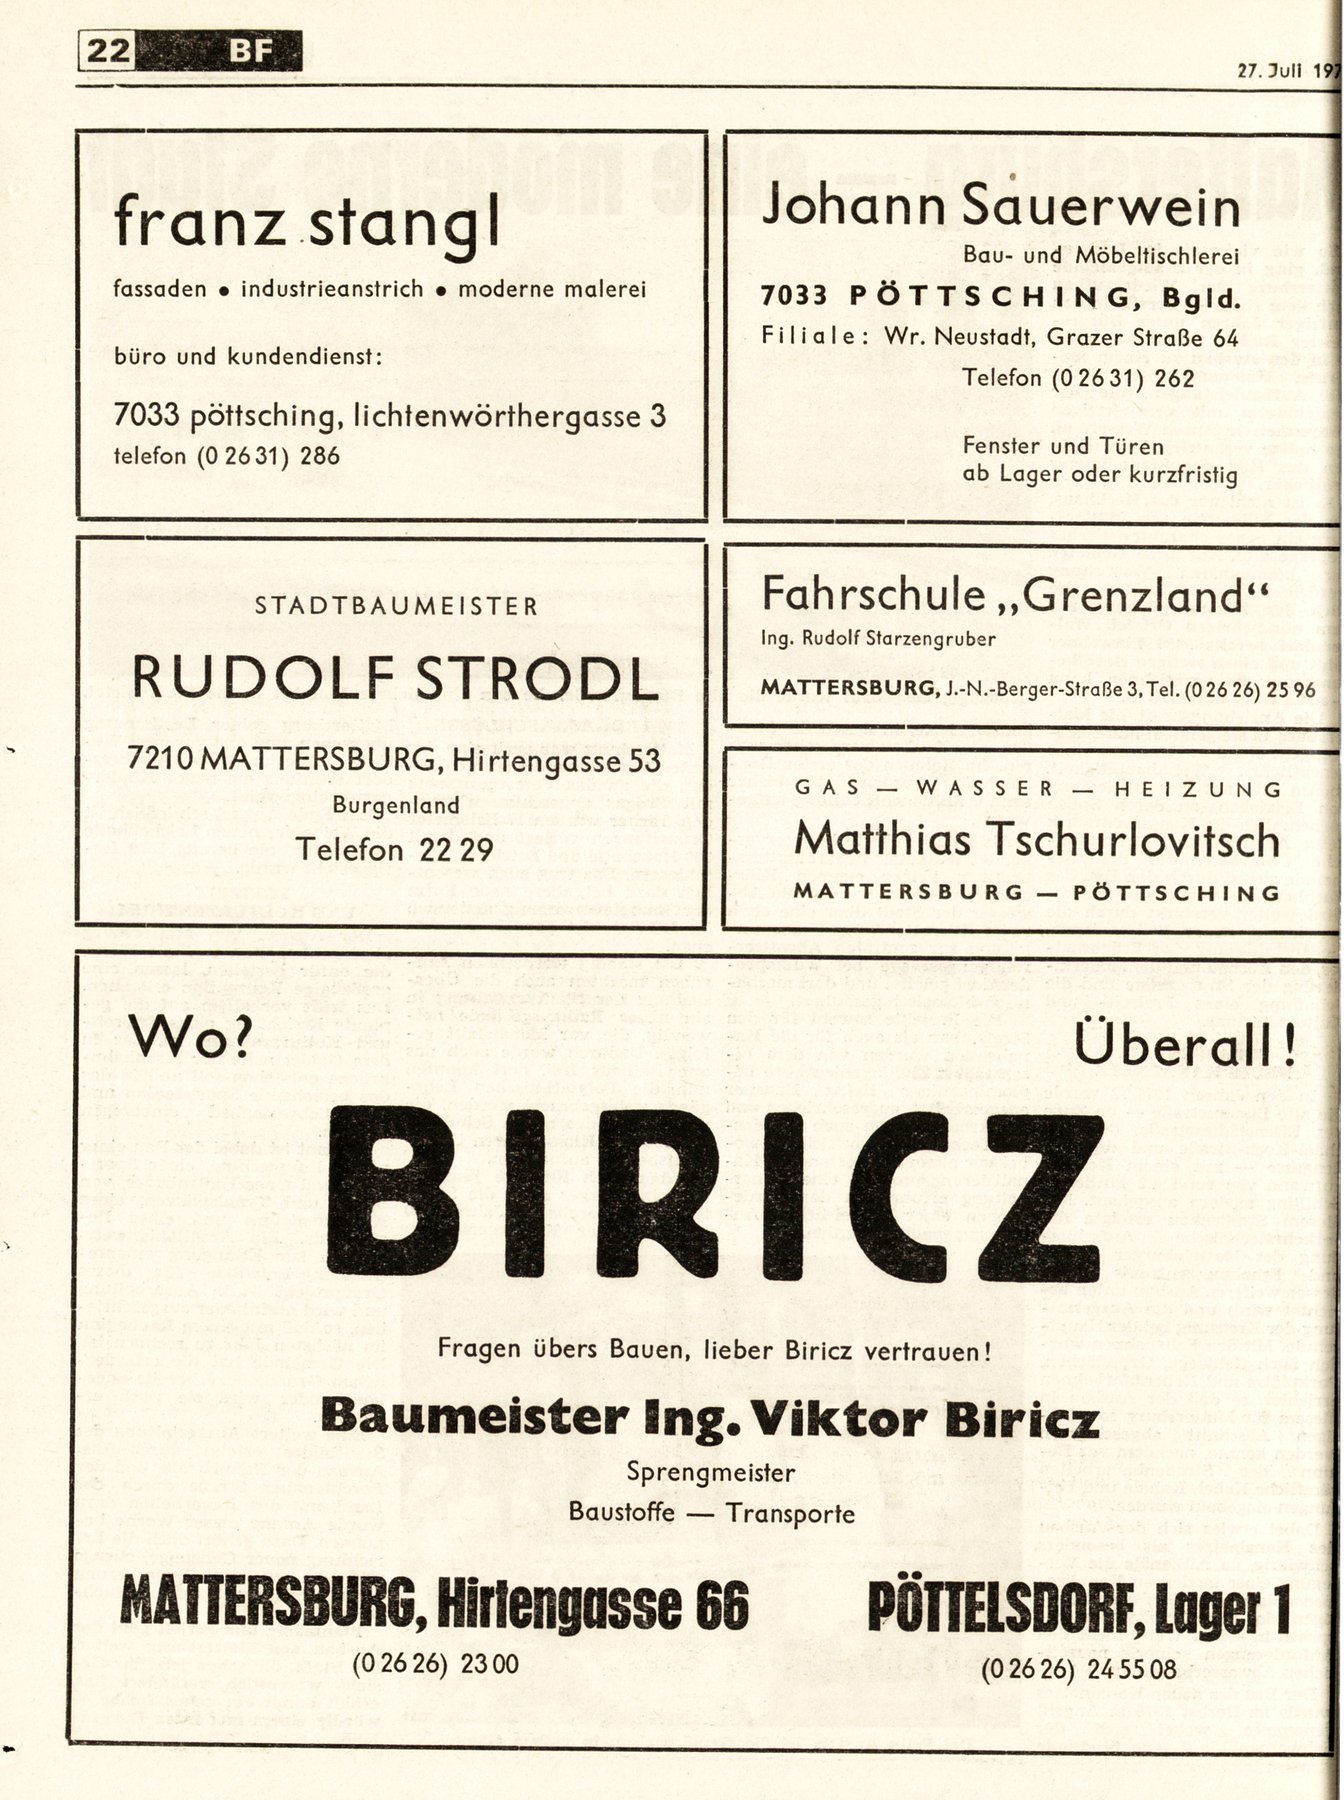 22 BF
27. Juli 197
franz stangl
fassaden • industrieanstrich • moderne malerei
büro und kundendienst:
7033 pöttsching, lichtenwörthergasse 3
telefon (0 26 31) 286
Johann Sauerwein
Bau- und Möbeltischlerei
7033 PÖTTSCHING, Bgld.
Filiale: Wr. Neustadt, Grazer Straße 64
Telefon (0 26 31) 262
Fenster und Türen
ab Lager oder kurzfristig
STADTBAUMEISTER
RUDOLF STRODL
7210 MATTERSBURG, Hirtengasse 53
Burgenland
Telefon 22 29
Fahrschule „Grenzland“
Ing. Rudolf Starzengruber
MATTERSBURG, J.-N.-Berger-Straße 3, Tel. (0 26 26) 25 96
GAS — WASSER — HEIZUNG
Matthias Tschurlovitsch
MATTERSBURG — PÖTTSCHING
Wo? Überall!
BIRICZ
Fragen übers Bauen, lieber Biricz vertrauen!
Baumeister Ing. Viktor Biricz
Sprengmeister
Baustoffe — Transporte
MATTERSBURG, Hirtengasse 66
(0 26 26) 23 00
PÖTTELSDORF, Lager 1
(0 26 26) 24 55 08